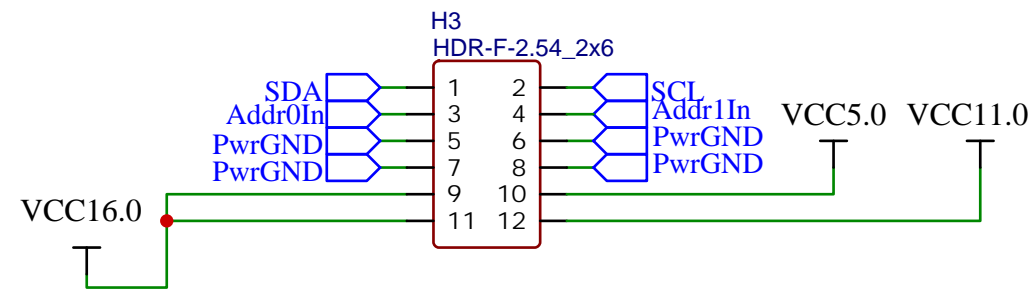 H3
HDR-F-2.54_2x6
SDA 1 2 SCL
Addr0In 3 4 Addr1In
PwrGND 5 6 PwrGND
PwrGND 7 8 PwrGND
9 10 VCC5.0
11 12 VCC11.0
VCC16.0